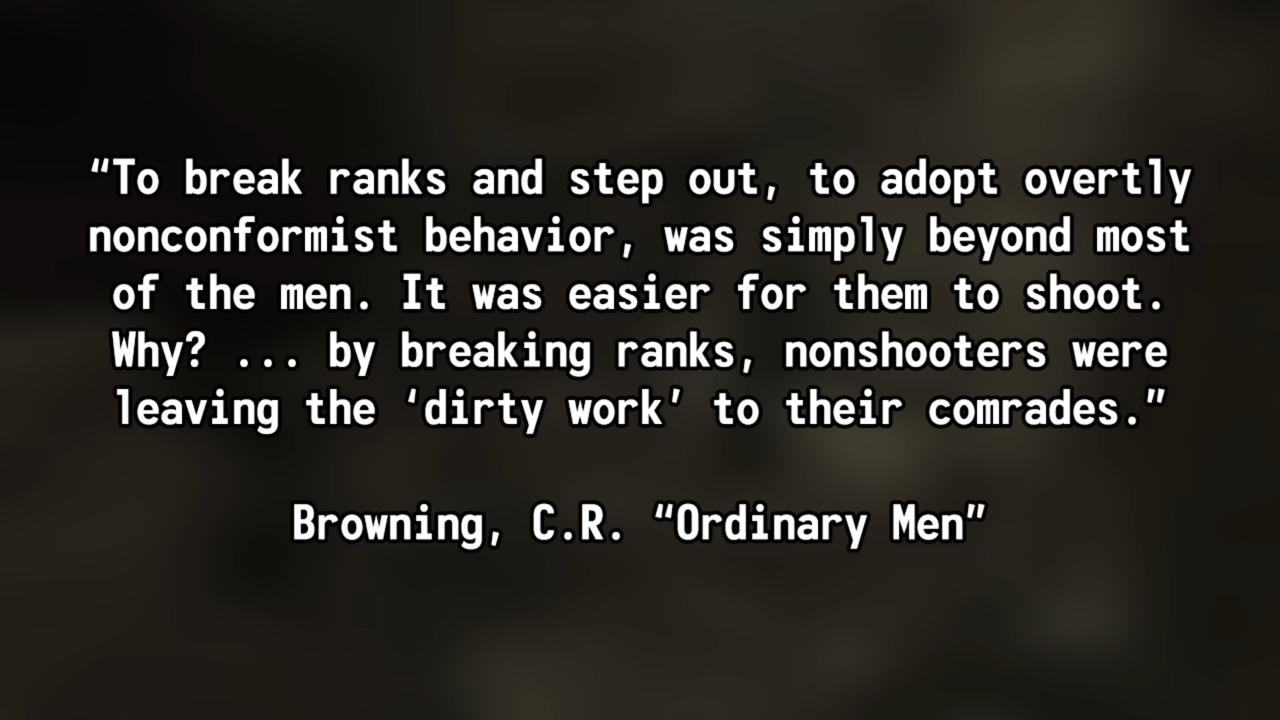 “To break ranks and step out, to adopt overtly
nonconformist behavior, was simply beyond most
of the men. It was easier for them to shoot.
Why? ... by breaking ranks, nonshooters were
leaving the ‘dirty work’ to their comrades.”
Browning, C.R. “Ordinary Men”